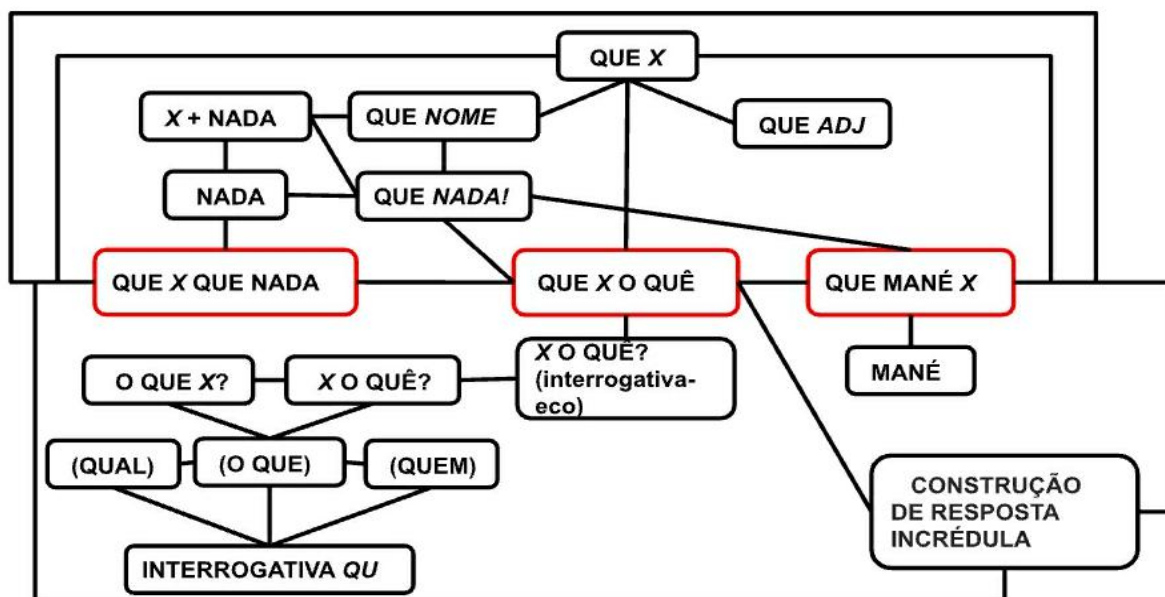 QUE X
X + NADA
QUE NOME
QUE ADJ
NADA
QUE NADA!
QUE X QUE NADA
QUE X O QUÊ
QUE MANÉ X
X O QUÊ?
(interrogativa-
eco)
MANÉ
O QUE X?
X O QUÊ?
(QUAL)
(O QUE)
(QUEM)
CONSTRUÇÃO
DE RESPOSTA
INCRÉDULA
INTERROGATIVA QU